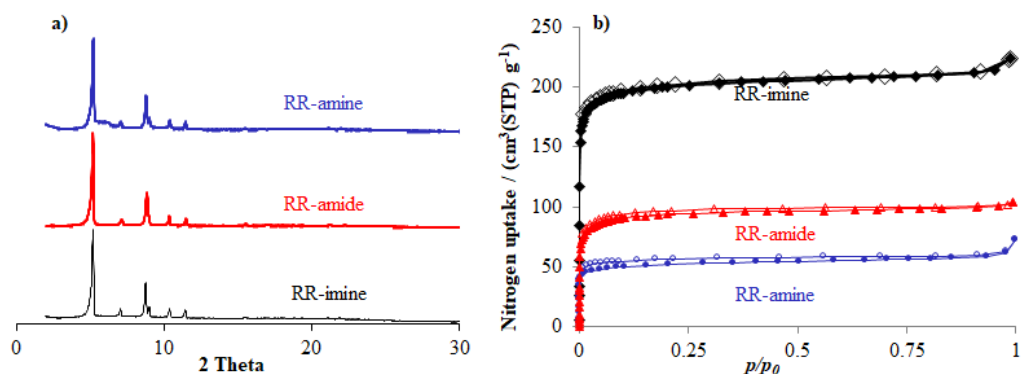 a)
RR-amine
RR-amide
RR-imine
0 10 20 30
2 Theta
b)
Nitrogen uptake / (cm³(STP) g⁻¹)
250
200
150
100
50
0
RR-imine
RR-amide
RR-amine
0 0.25 0.5 0.75 1
p/p₀